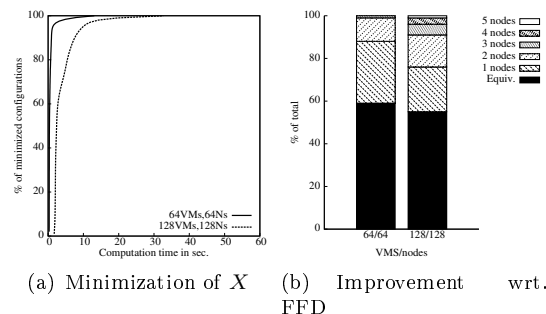 100
80
60
40
20
0
% of minimized configurations
64VMs,64Ns
128VMs,128Ns
0 10 20 30 40 50 60
Computation time in sec.
(a) Minimization of X
100
80
60
40
20
0
% of total
64/64 128/128
VMS/nodes
5 nodes
4 nodes
3 nodes
2 nodes
1 nodes
Equiv.
(b) Improvement wrt.
FFD